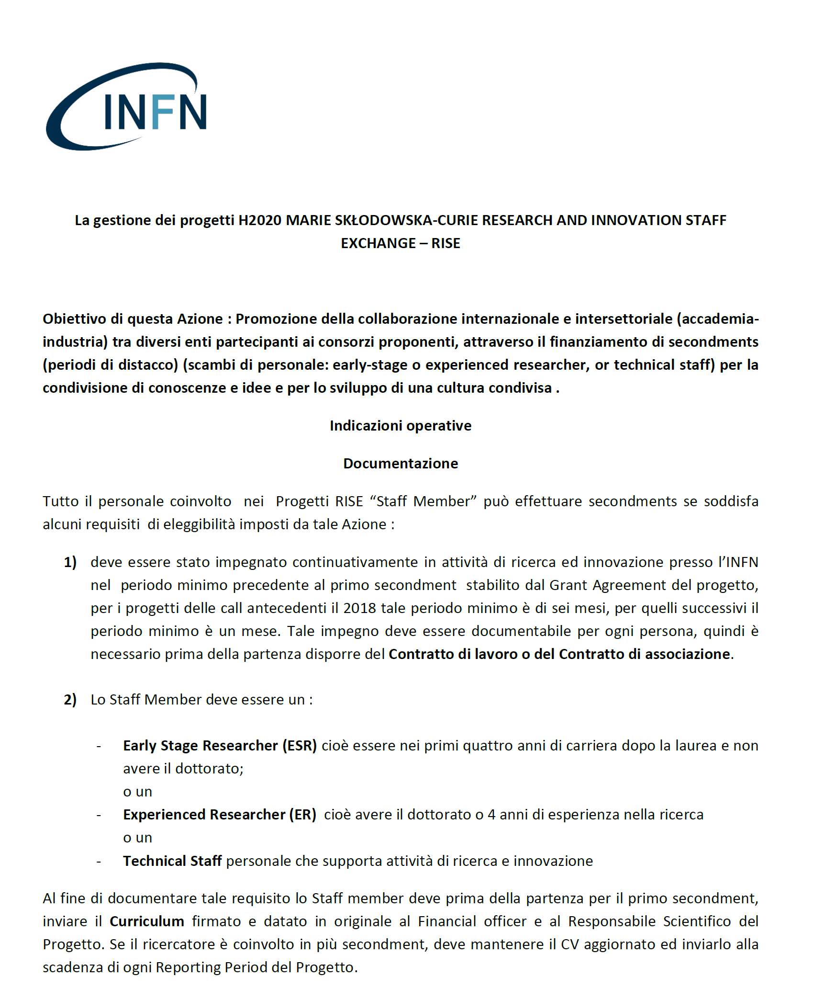 INFN
La gestione dei progetti H2020 MARIE SKŁODOWSKA-CURIE RESEARCH AND INNOVATION STAFF
EXCHANGE – RISE
Obiettivo di questa Azione : Promozione della collaborazione internazionale e intersettoriale (accademia-
industria) tra diversi enti partecipanti ai consorzi proponenti, attraverso il finanziamento di secondments
(periodi di distacco) (scambi di personale: early-stage o experienced researcher, or technical staff) per la
condivisione di conoscenze e idee e per lo sviluppo di una cultura condivisa .
Indicazioni operative
Documentazione
Tutto il personale coinvolto nei Progetti RISE “Staff Member” può effettuare secondments se soddisfa
alcuni requisiti di eleggibilità imposti da tale Azione :
1) deve essere stato impegnato continuativamente in attività di ricerca ed innovazione presso l’INFN
nel periodo minimo precedente al primo secondment stabilito dal Grant Agreement del progetto,
per i progetti delle call antecedenti il 2018 tale periodo minimo è di sei mesi, per quelli successivi il
periodo minimo è un mese. Tale impegno deve essere documentabile per ogni persona, quindi è
necessario prima della partenza disporre del Contratto di lavoro o del Contratto di associazione.
2) Lo Staff Member deve essere un :
- Early Stage Researcher (ESR) cioè essere nei primi quattro anni di carriera dopo la laurea e non
avere il dottorato;
o un
- Experienced Researcher (ER) cioè avere il dottorato o 4 anni di esperienza nella ricerca
o un
- Technical Staff personale che supporta attività di ricerca e innovazione
Al fine di documentare tale requisito lo Staff member deve prima della partenza per il primo secondment,
inviare il Curriculum firmato e datato in originale al Financial officer e al Responsabile Scientifico del
Progetto. Se il ricercatore è coinvolto in più secondment, deve mantenere il CV aggiornato ed inviarlo alla
scadenza di ogni Reporting Period del Progetto.